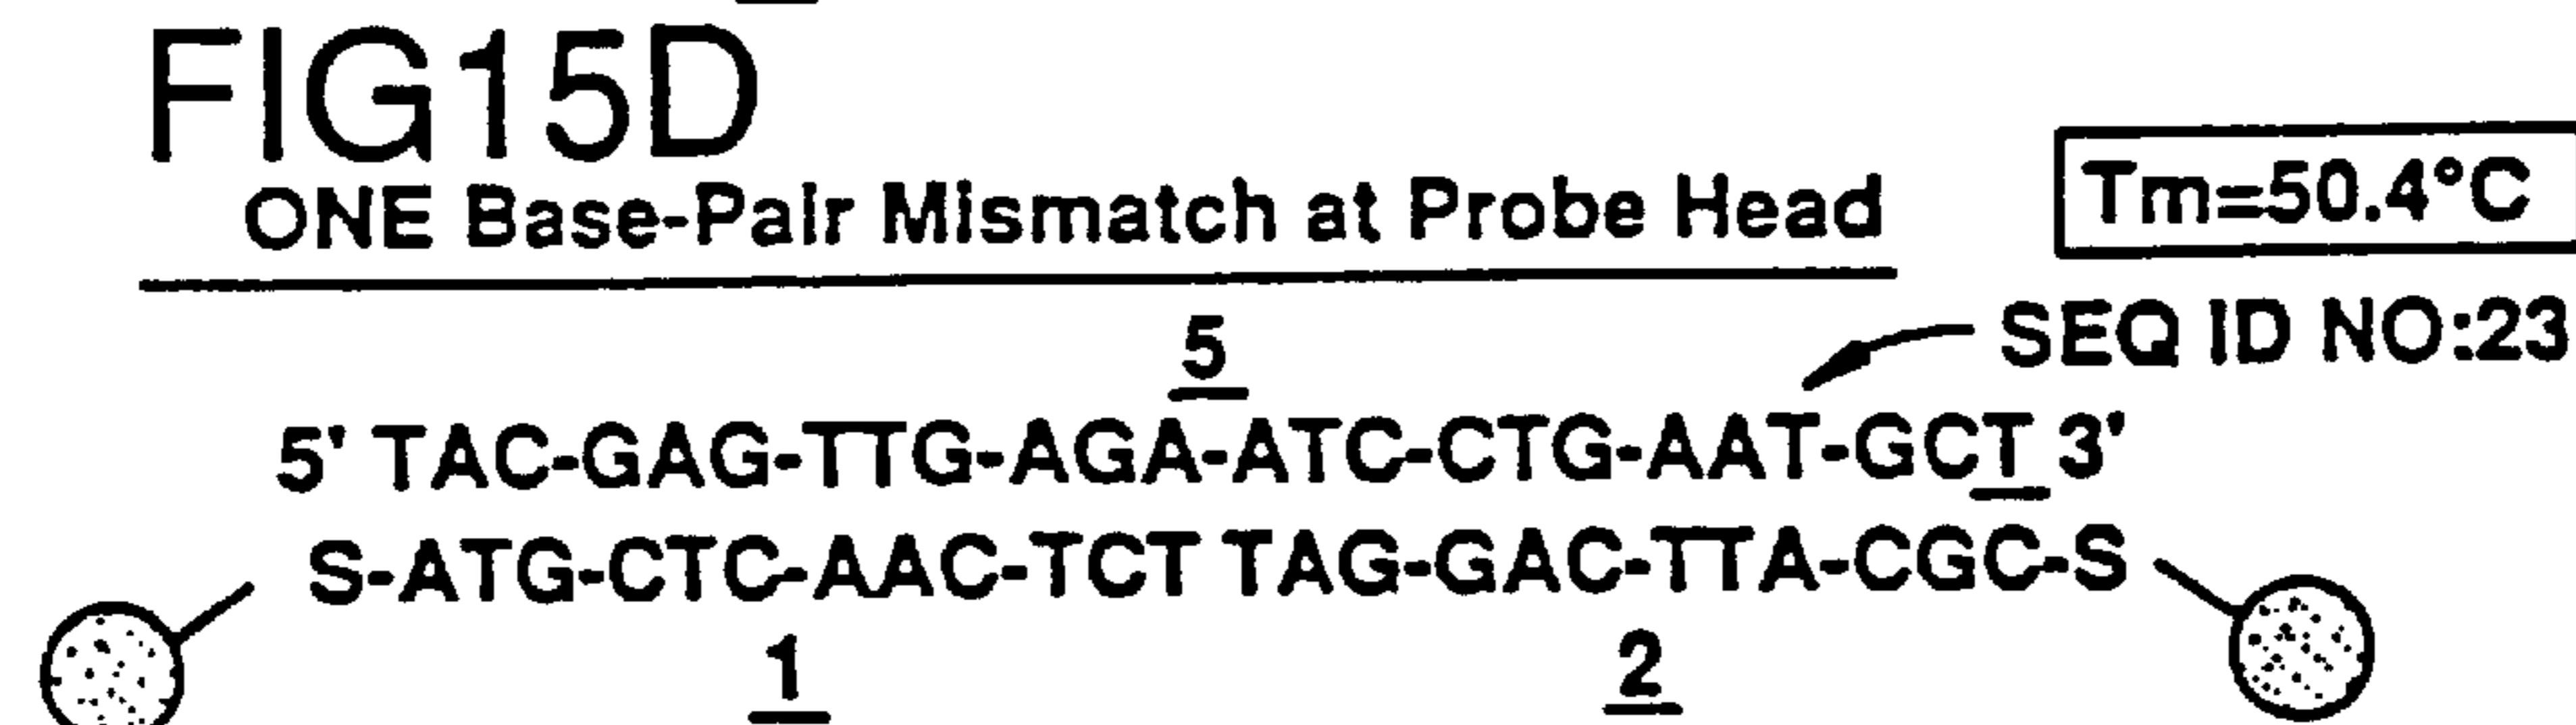 FIG15D
ONE Base-Pair Mismatch at Probe Head
Tm=50.4°C
SEQ ID NO:23
5
5' TAC-GAG-TTG-AGA-ATC-CTG-AAT-GCT 3'
S-ATG-CTC-AAC-TCT TAG-GAC-TTA-CGC-S
1 2